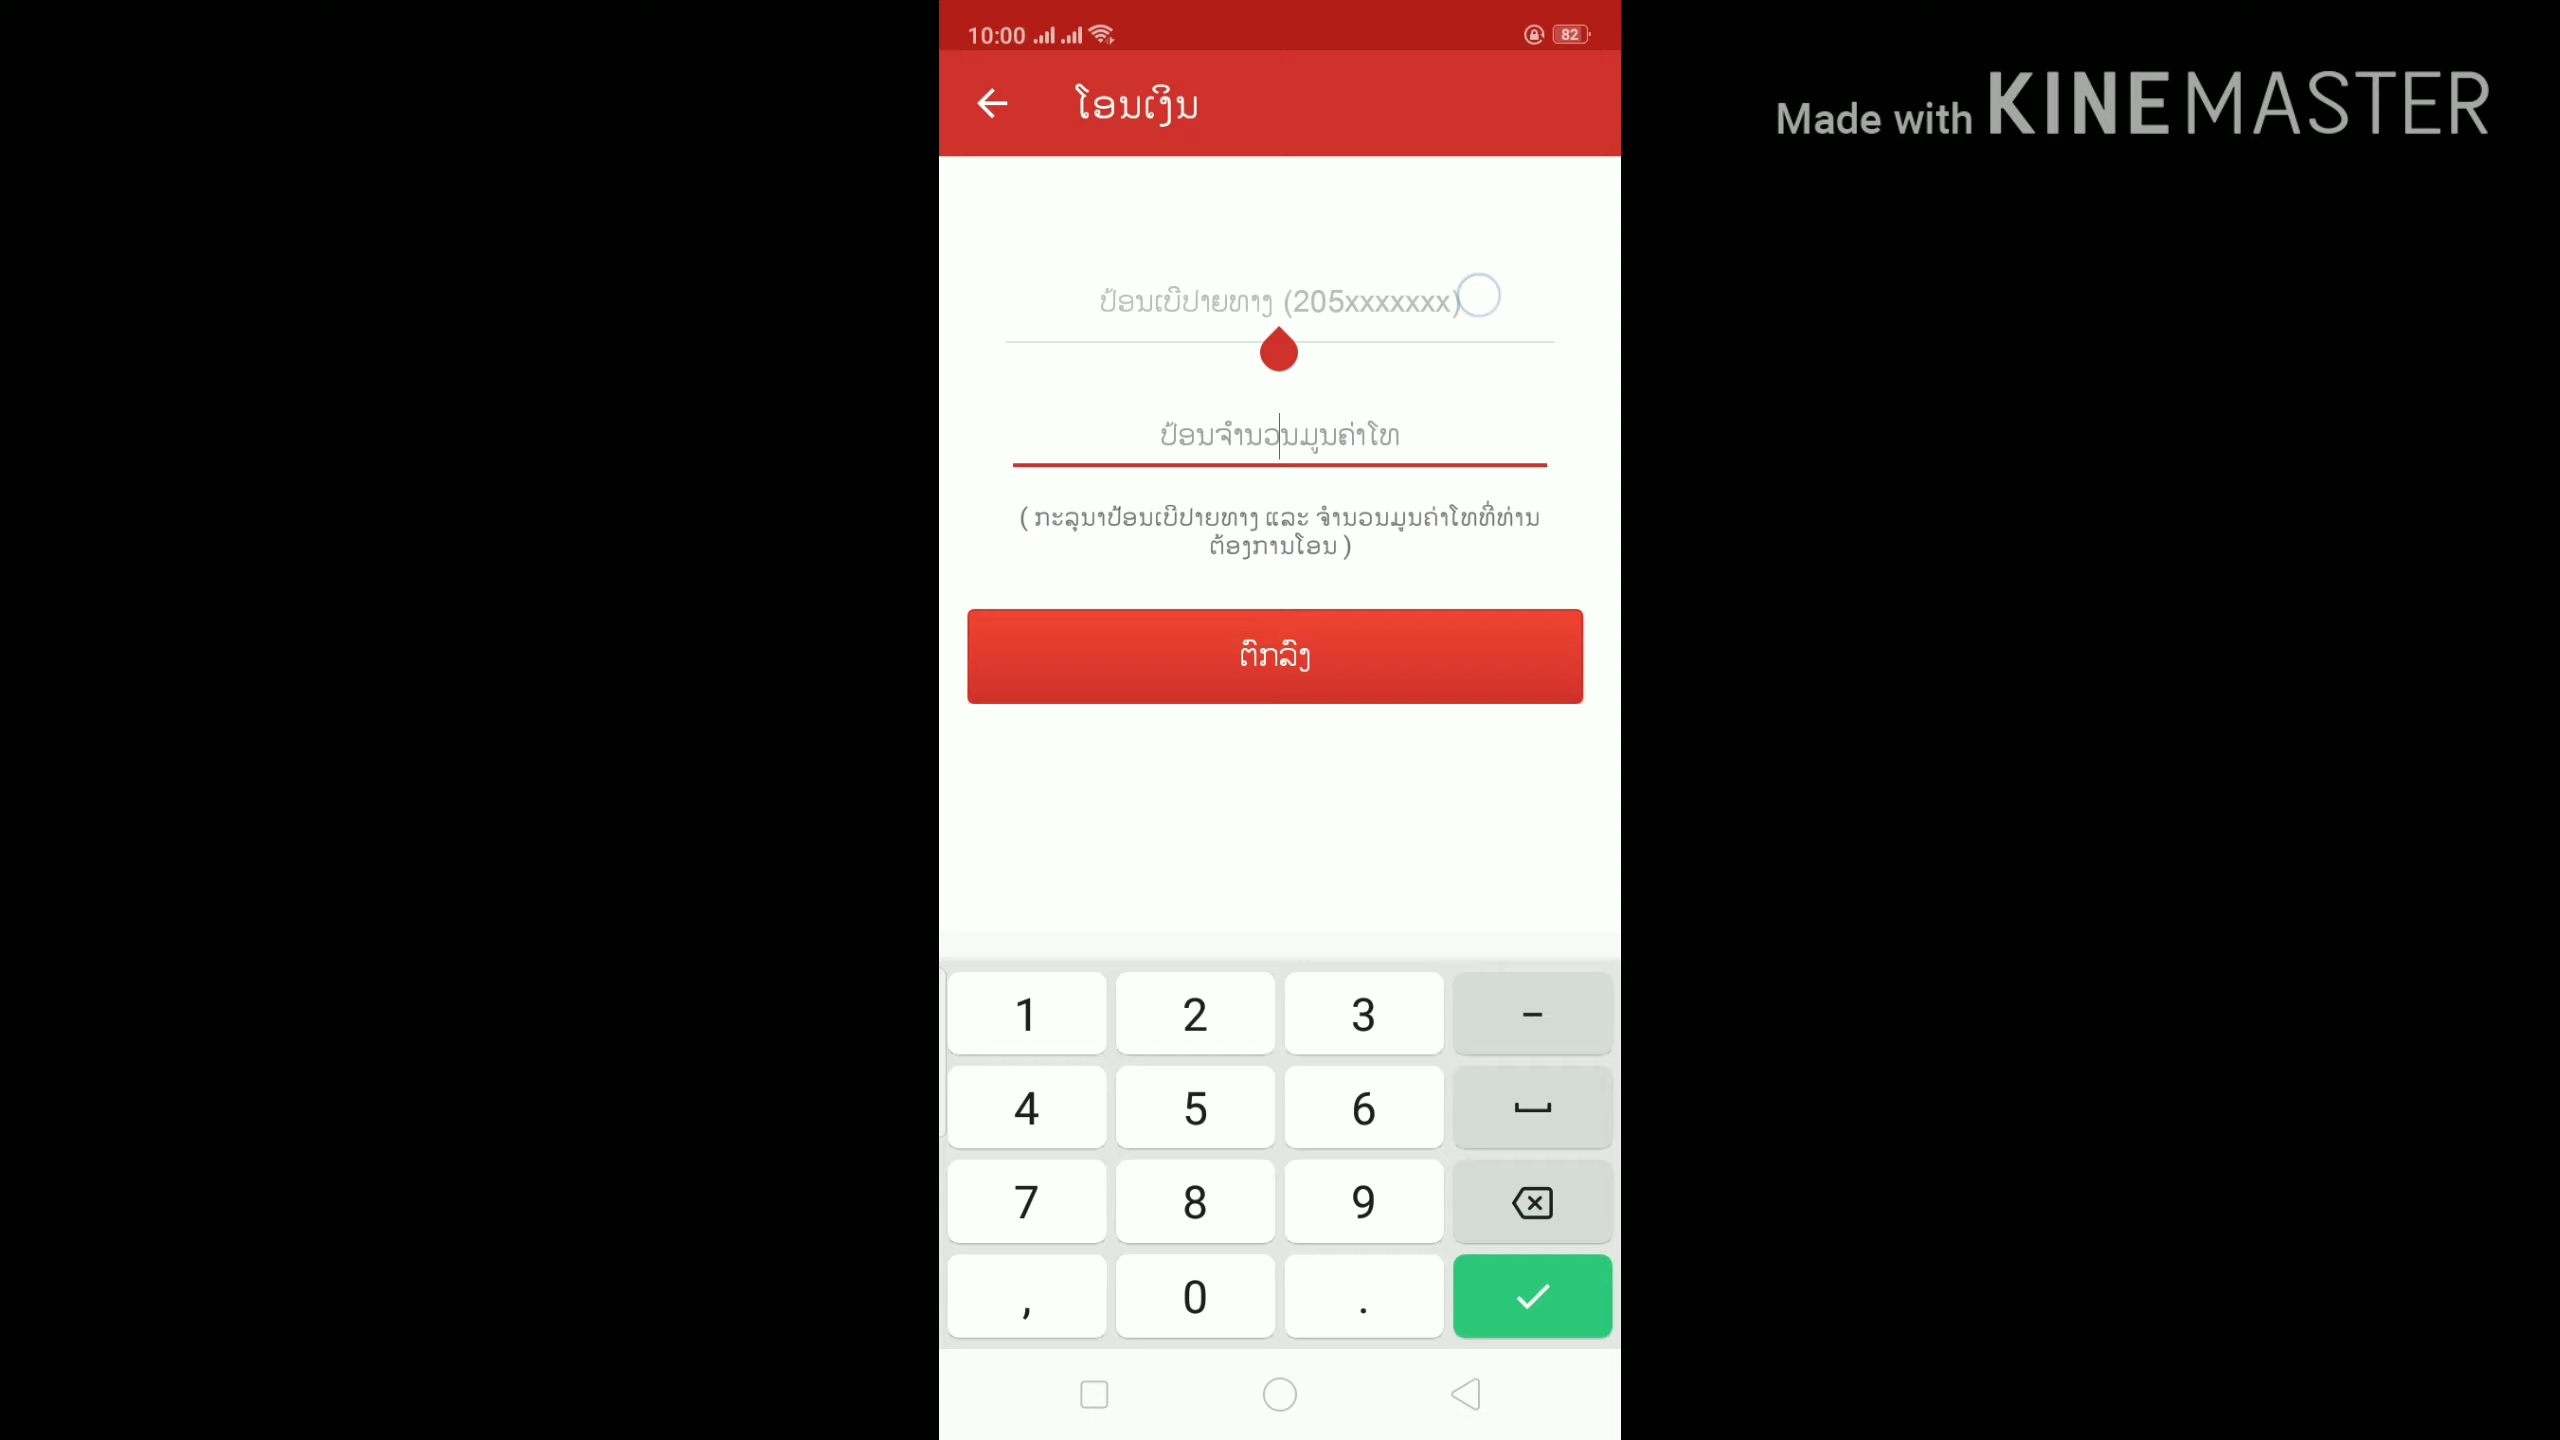 10:00
82
ໂອນເງິນ
Made with KINEMASTER
ປ້ອນເບີປາຍທາງ (205xxxxxxx)
ປ້ອນຈຳນວນມູນຄ່າໂທ
( ກະລຸນາປ້ອນເບີປາຍທາງ ແລະ ຈຳນວນມູນຄ່າໂທທີ່ທ່ານ
ຕ້ອງການໂອນ )
ຕົກລົງ
1 2 3 -
4 5 6
7 8 9
, 0 .